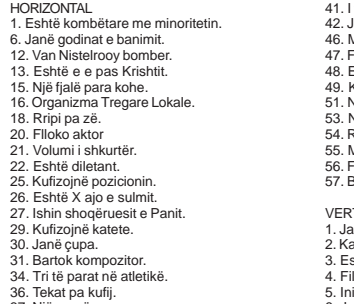 HORIZONTAL
1. Eshtë kombëtare me minoritetin.
6. Janë godinat e banimit.
12. Van Nistelrooy bomber.
13. Eshtë e e pas Krishtit.
15. Një fjalë para kohe.
16. Organizma Tregare Lokale.
18. Rripi pa zë.
20. Flloko aktor
21. Volumi i shkurtër.
22. Eshtë diletant.
25. Kufizojnë pozicionin.
26. Eshtë X ajo e sulmit.
27. Ishin shoqëruesit e Panit.
29. Kufizojnë katete.
30. Janë çupa.
31. Bartok kompozitor.
34. Tri të parat në atletikë.
36. Tekat pa kufij.
41. I
42. J
46. M
47. F
48. E
49. K
51. N
53. N
54. R
55. M
56. F
57. B
VERT
1. Ja
2. Ka
3. Es
4. Fil
5. Ini